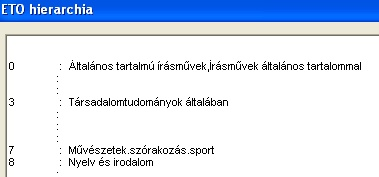 ETO hierarchia
0 : Általános tartalmú írásművek,Írásművek általános tartalommal
:
:
3 : Társadalomtudományok általában
:
:
:
7 : Művészetek.szórakozás.sport
8 : Nyelv és irodalom
: